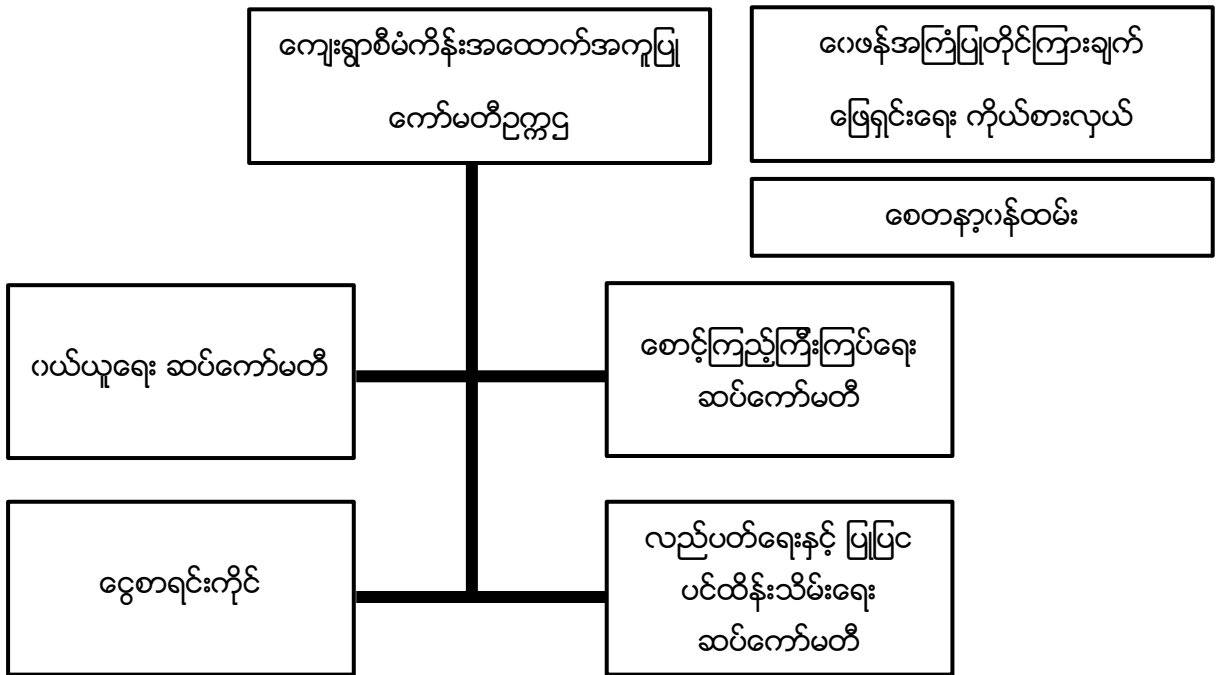 ကျေးရွာစီမံကိန်းအထောက်အကူပြု
ကော်မတီဥက္ကဌ
ဝေဖန်အကြံပြုတိုင်ကြားချက်
ဖြေရှင်းရေး ကိုယ်စားလှယ်
စေတနာ့ဝန်ထမ်း
ဝယ်ယူရေး ဆပ်ကော်မတီ
စောင့်ကြည့်ကြီးကြပ်ရေး
ဆပ်ကော်မတီ
ငွေစာရင်းကိုင်
လည်ပတ်ရေးနှင့် ပြုပြင
ပင်ထိန်းသိမ်းရေး
ဆပ်ကော်မတီ